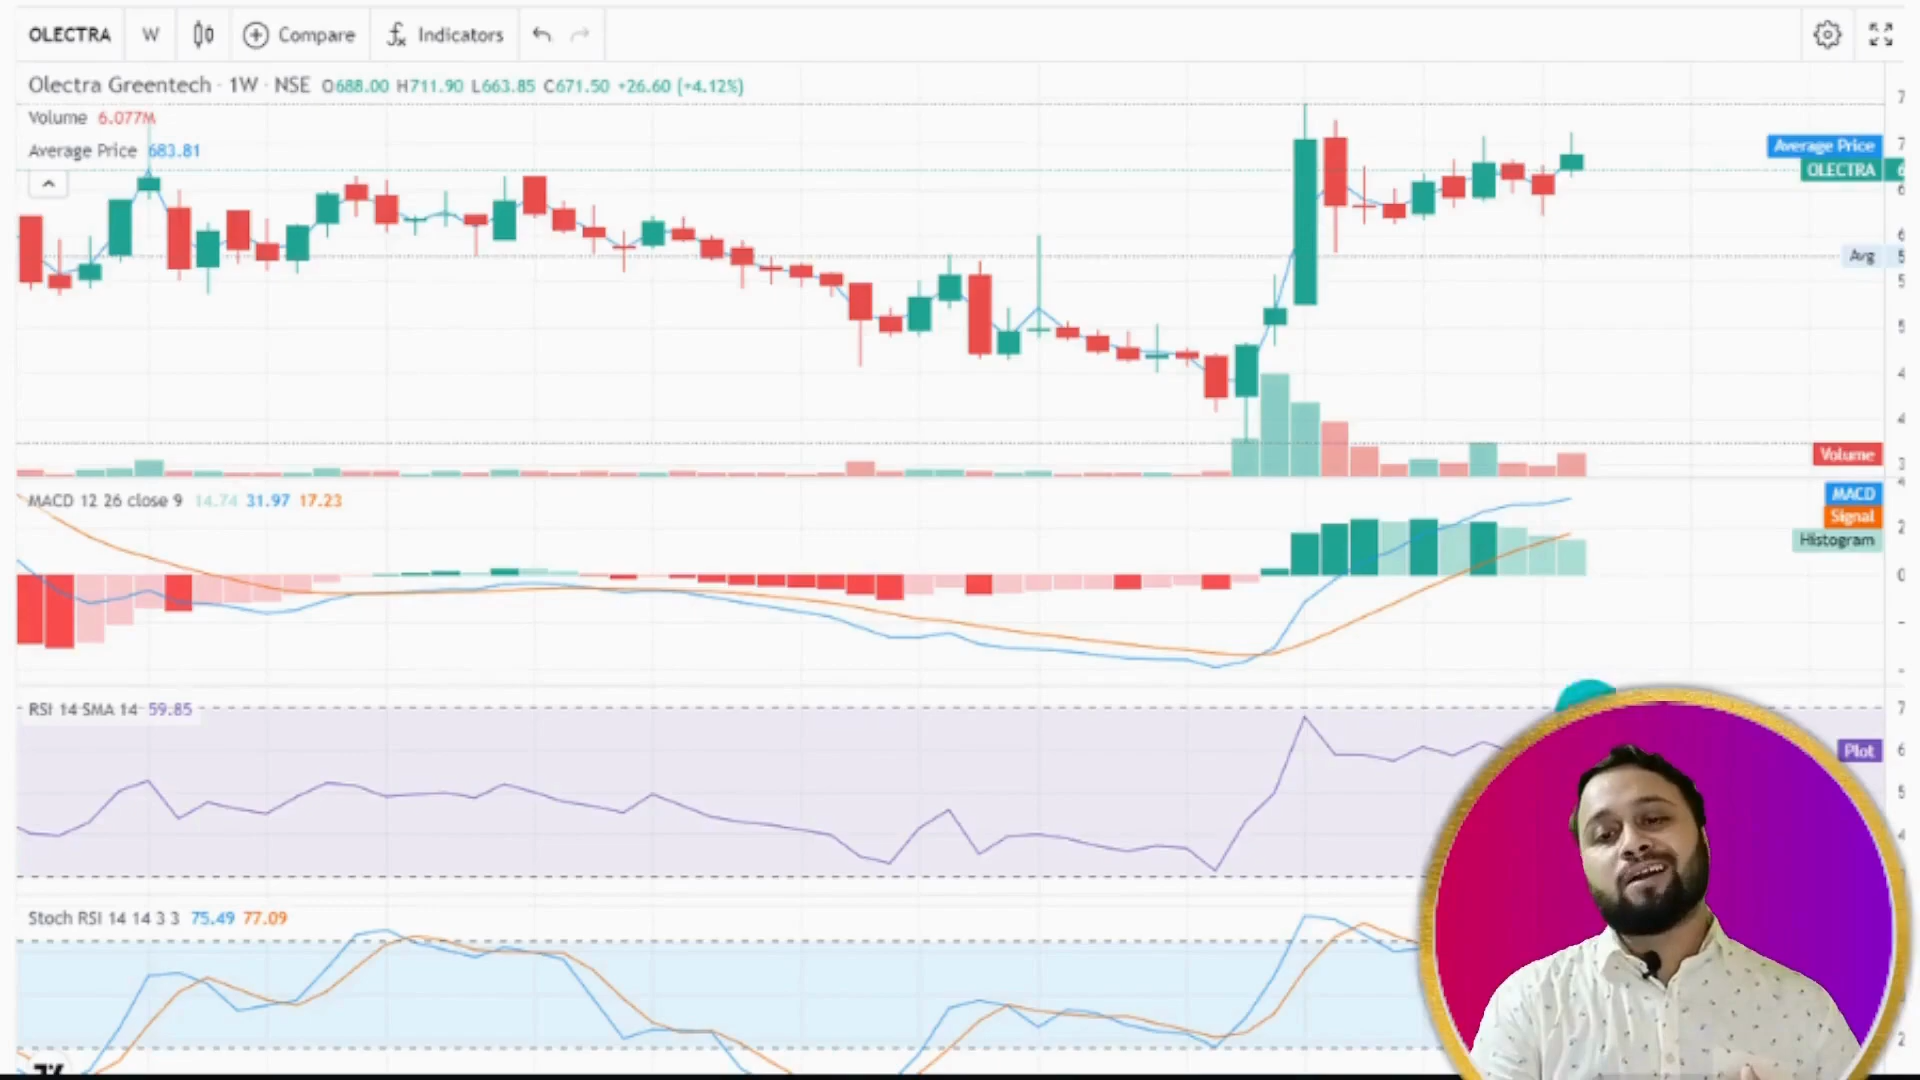 OLECTRA W Compare Indicators
Olectra Greentech · 1W · NSE O688.00 H711.90 L663.85 C671.50 +26.60 (+4.12%)
Volume 6.077M
Average Price 683.81
Average Price
OLECTRA
Avg
Volume
MACD 12 26 close 9 14.74 31.97 17.23
MACD
Signal
Histogram
RSI 14 SMA 14 59.85
Plot
Stoch RSI 14 14 3 3 75.49 77.09